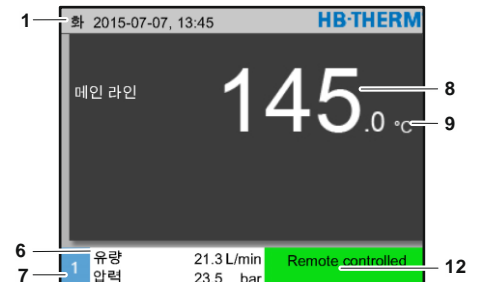 1 화 2015-07-07, 13:45 HB-THERM
메인 라인 145.0 °C 8
9
6 유량 21.3 L/min Remote controlled 12
7 1 압력 23.5 bar